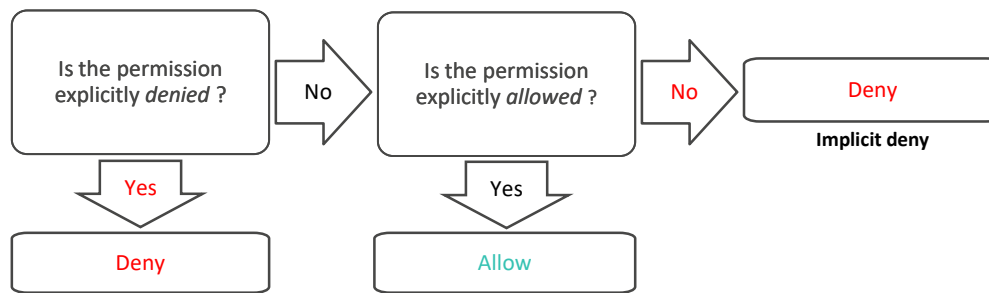 Is the permission
explicitly denied ?
No
Is the permission
explicitly allowed ?
No
Deny
Implicit deny
Yes
Yes
Deny
Allow